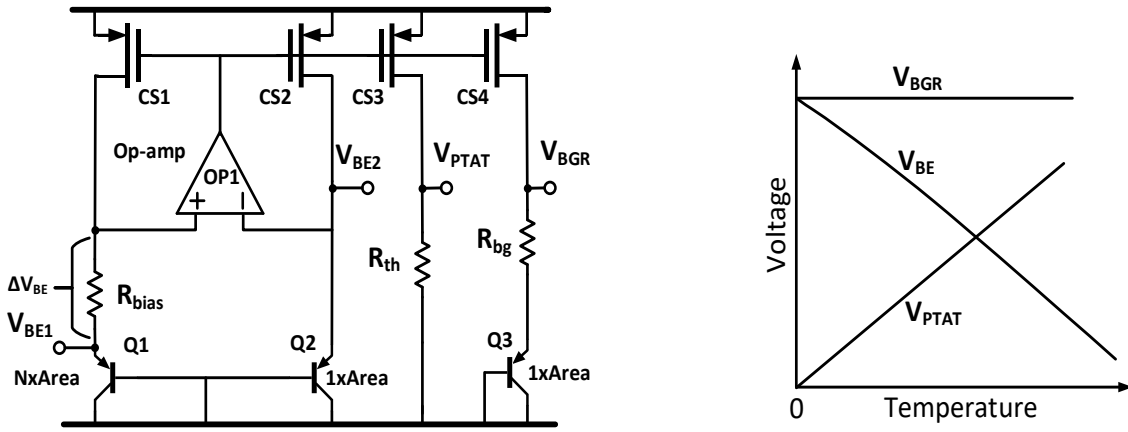 CS1
CS2
CS3
CS4
Op-amp
OP1
+
−
V_BE2
V_PTAT
V_BGR
ΔV_BE
R_bias
R_th
R_bg
V_BE1
Q1
Q2
Q3
NxArea
1xArea
1xArea
V_BGR
V_BE
V_PTAT
Voltage
0
Temperature